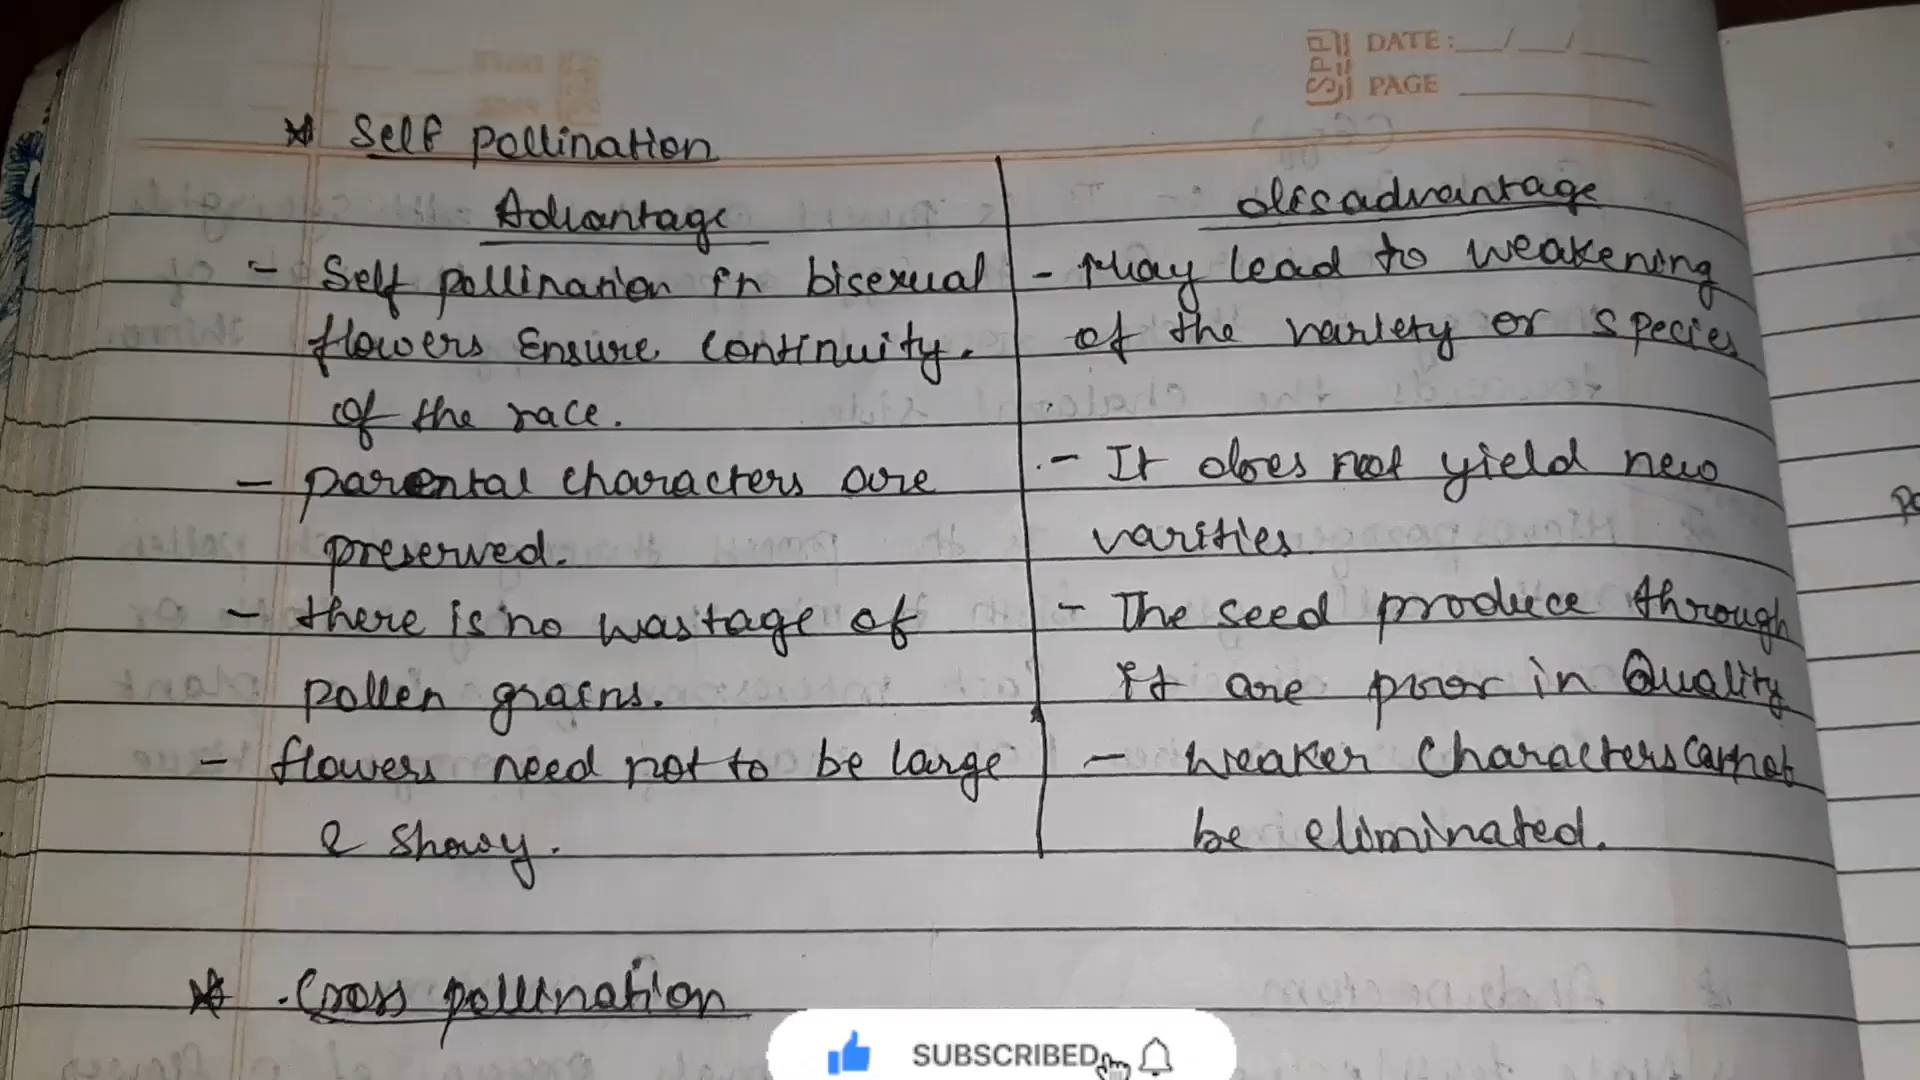 DATE: __/__/__
PAGE
Self pollination
Advantage
- Self pollination in bisexual
flowers Ensure continuity.
of the race.
- parental characters are
preserved.
- there is no wastage of
pollen grains.
- flowers need not to be large
& showy.
disadvantage
- May lead to weakening
of the variety or species
- It does not yield new
varities
- The seed produce through
it are poor in Quality
- weaker characters cannot
be eliminated.
Cross pollination
SUBSCRIBED